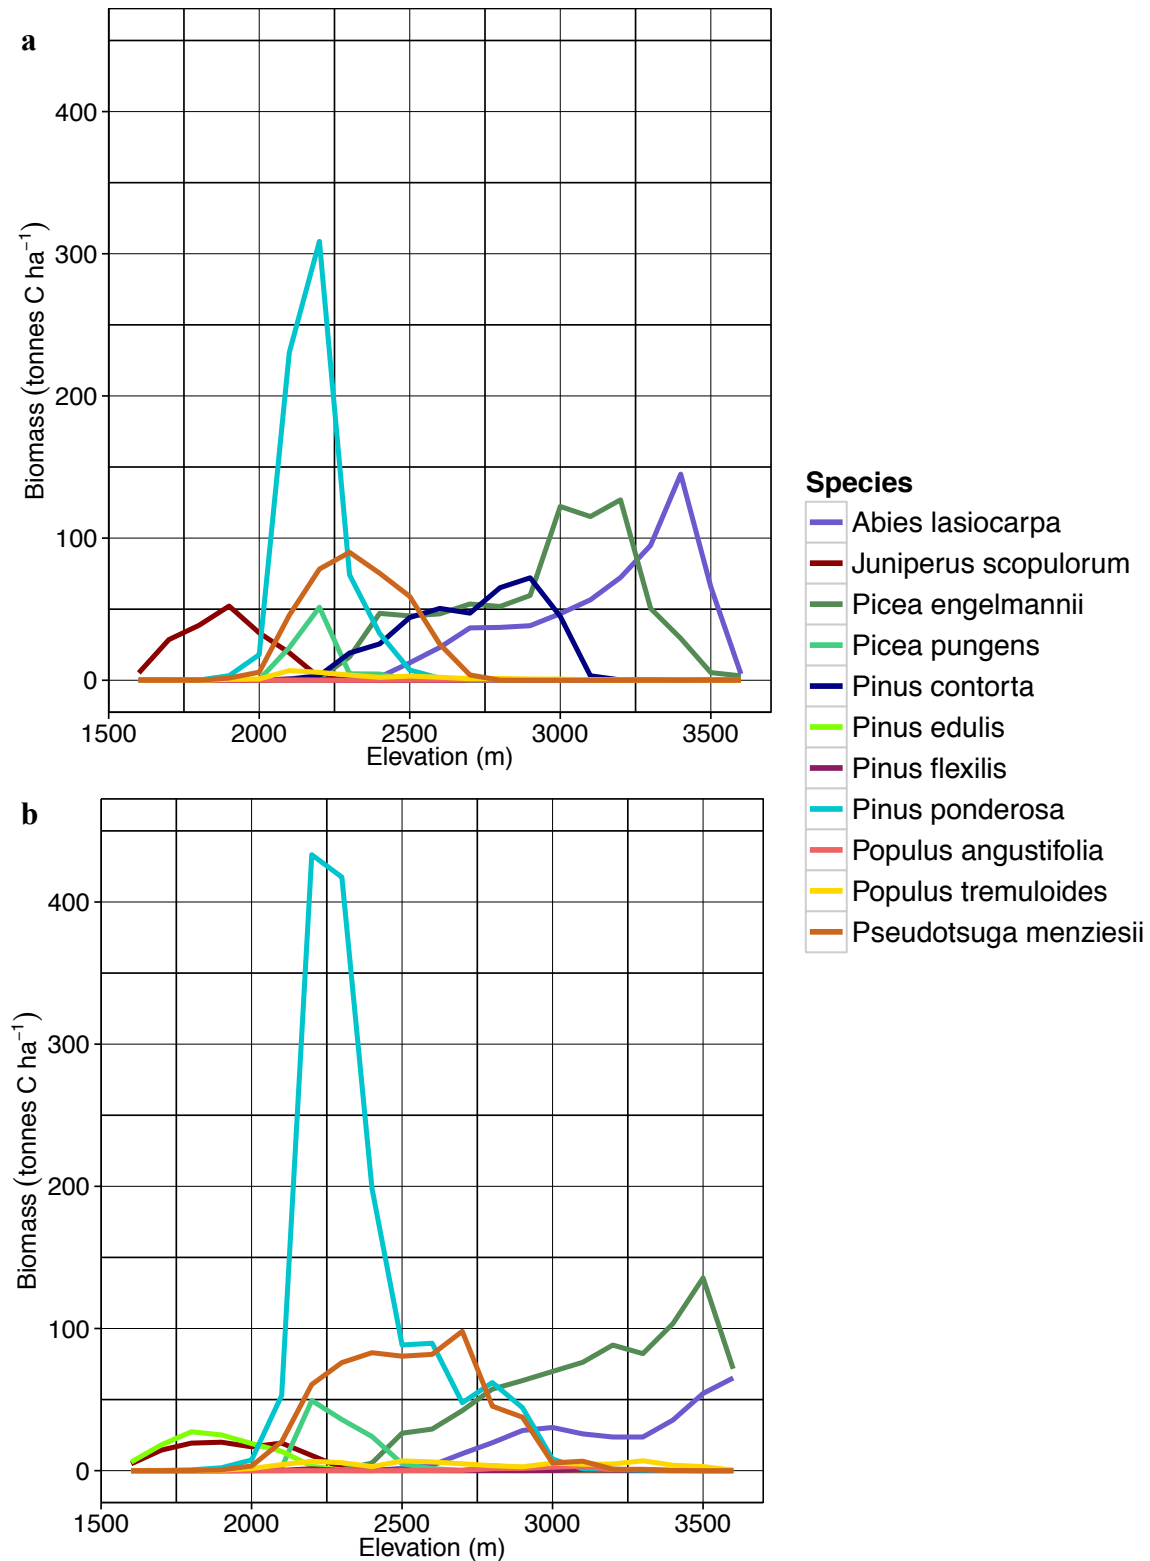 a
400
300
200
100
0
Biomass (tonnes C ha⁻¹)
1500 2000 2500 3000 3500
Elevation (m)
Species
Abies lasiocarpa
Juniperus scopulorum
Picea engelmannii
Picea pungens
Pinus contorta
Pinus edulis
Pinus flexilis
Pinus ponderosa
Populus angustifolia
Populus tremuloides
Pseudotsuga menziesii
b
400
300
200
100
0
Biomass (tonnes C ha⁻¹)
1500 2000 2500 3000 3500
Elevation (m)